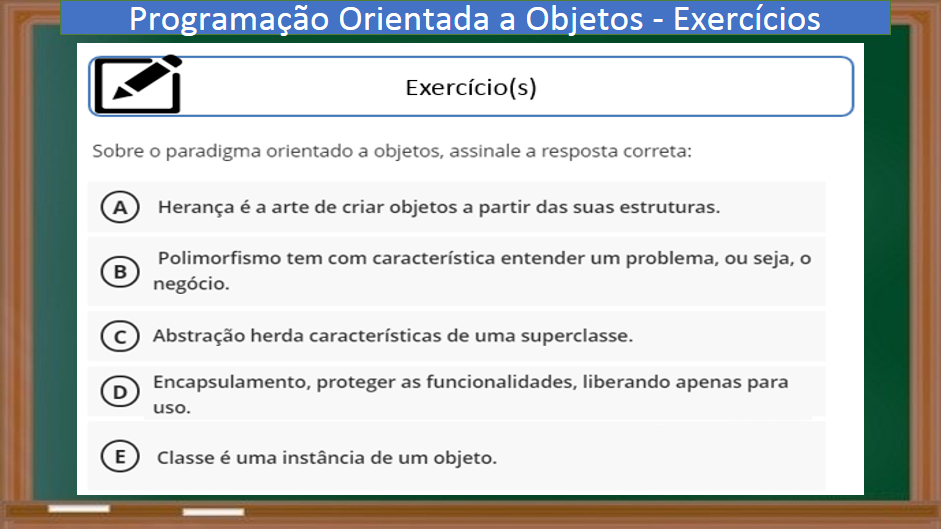 Programação Orientada a Objetos - Exercícios
Exercício(s)
Sobre o paradigma orientado a objetos, assinale a resposta correta:
A Herança é a arte de criar objetos a partir das suas estruturas.
B Polimorfismo tem com característica entender um problema, ou seja, o
negócio.
C Abstração herda características de uma superclasse.
D Encapsulamento, proteger as funcionalidades, liberando apenas para
uso.
E Classe é uma instância de um objeto.